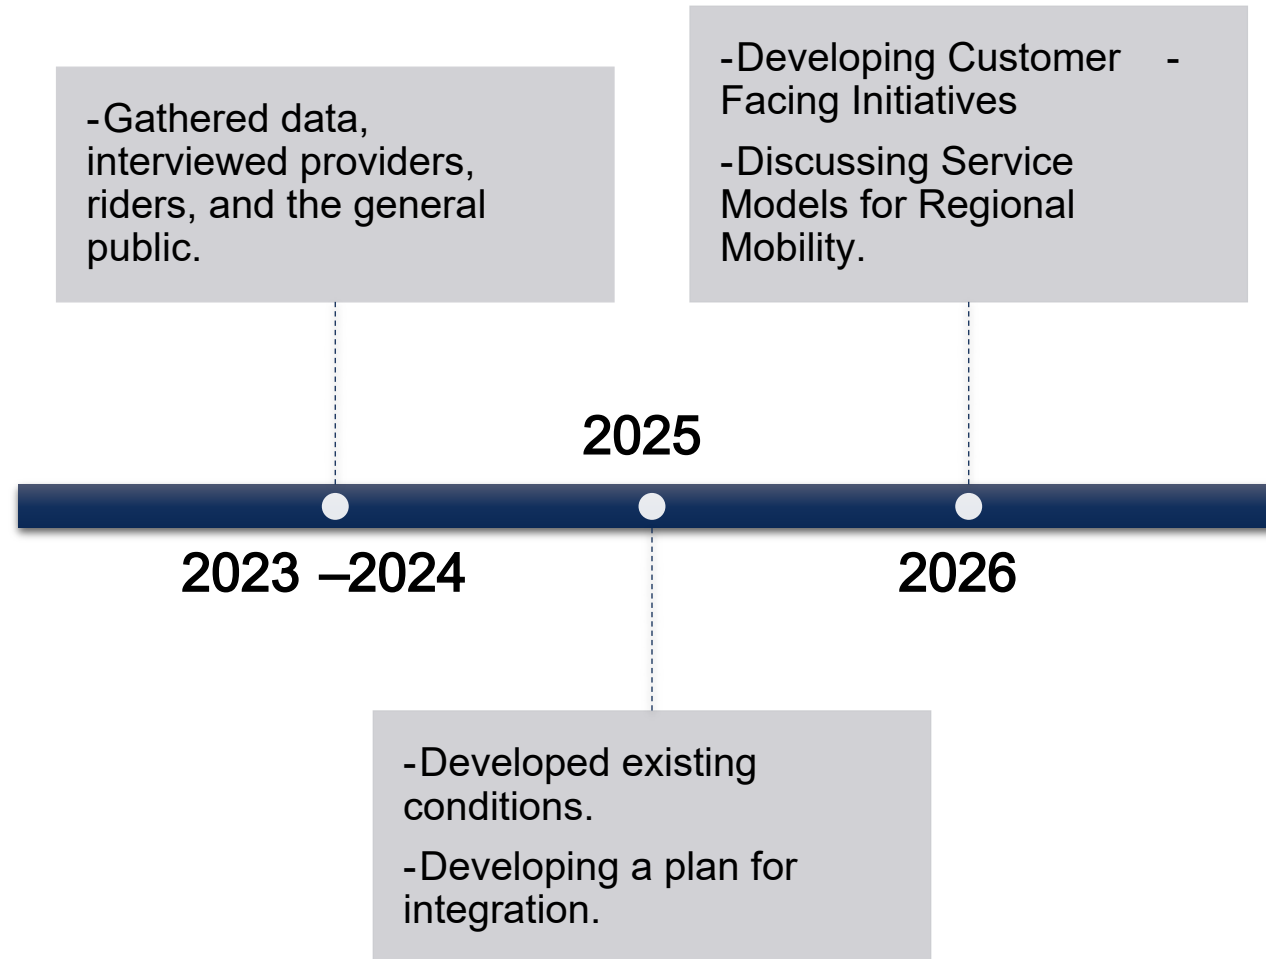 -Gathered data,
interviewed providers,
riders, and the general
public.
-Developing Customer -
Facing Initiatives
-Discussing Service
Models for Regional
Mobility.
2025
2023 –2024
2026
-Developed existing
conditions.
-Developing a plan for
integration.